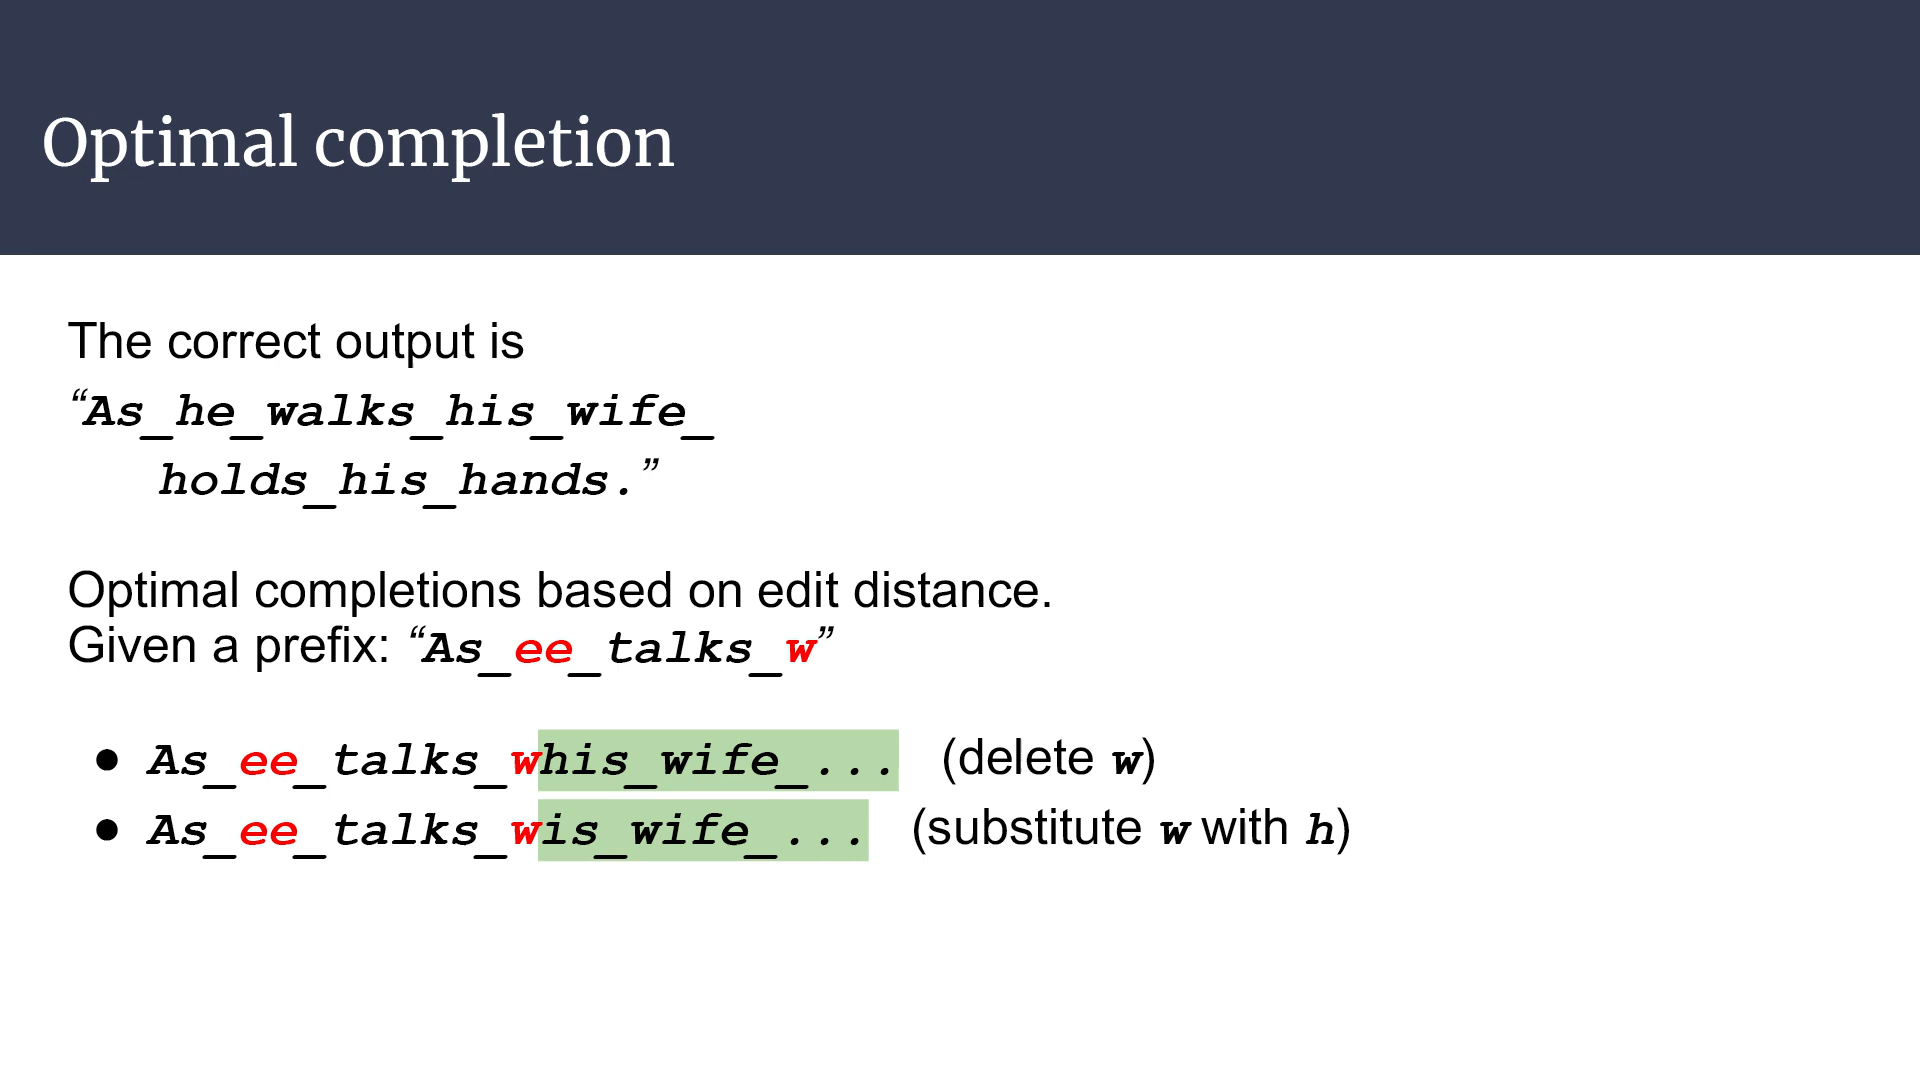 Optimal completion
The correct output is
“As_he_walks_his_wife_
holds_his_hands.”
Optimal completions based on edit distance.
Given a prefix: “As_ee_talks_w”
● As_ee_talks_whis_wife_... (delete w)
● As_ee_talks_wis_wife_... (substitute w with h)